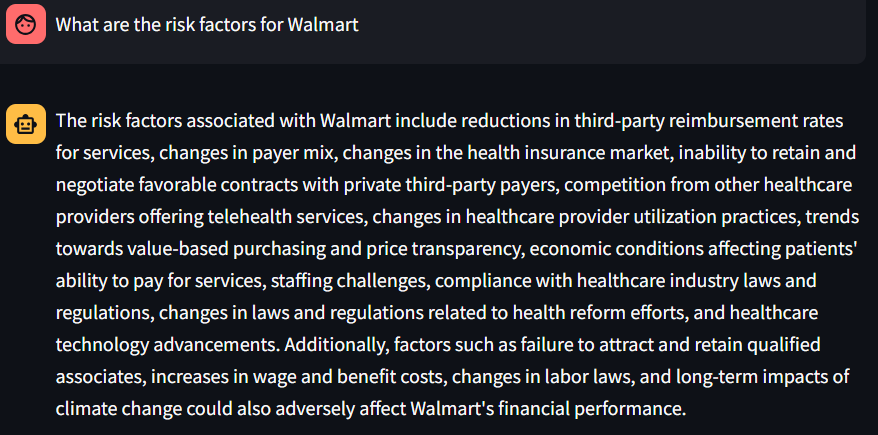 What are the risk factors for Walmart
The risk factors associated with Walmart include reductions in third-party reimbursement rates
for services, changes in payer mix, changes in the health insurance market, inability to retain and
negotiate favorable contracts with private third-party payers, competition from other healthcare
providers offering telehealth services, changes in healthcare provider utilization practices, trends
towards value-based purchasing and price transparency, economic conditions affecting patients'
ability to pay for services, staffing challenges, compliance with healthcare industry laws and
regulations, changes in laws and regulations related to health reform efforts, and healthcare
technology advancements. Additionally, factors such as failure to attract and retain qualified
associates, increases in wage and benefit costs, changes in labor laws, and long-term impacts of
climate change could also adversely affect Walmart's financial performance.